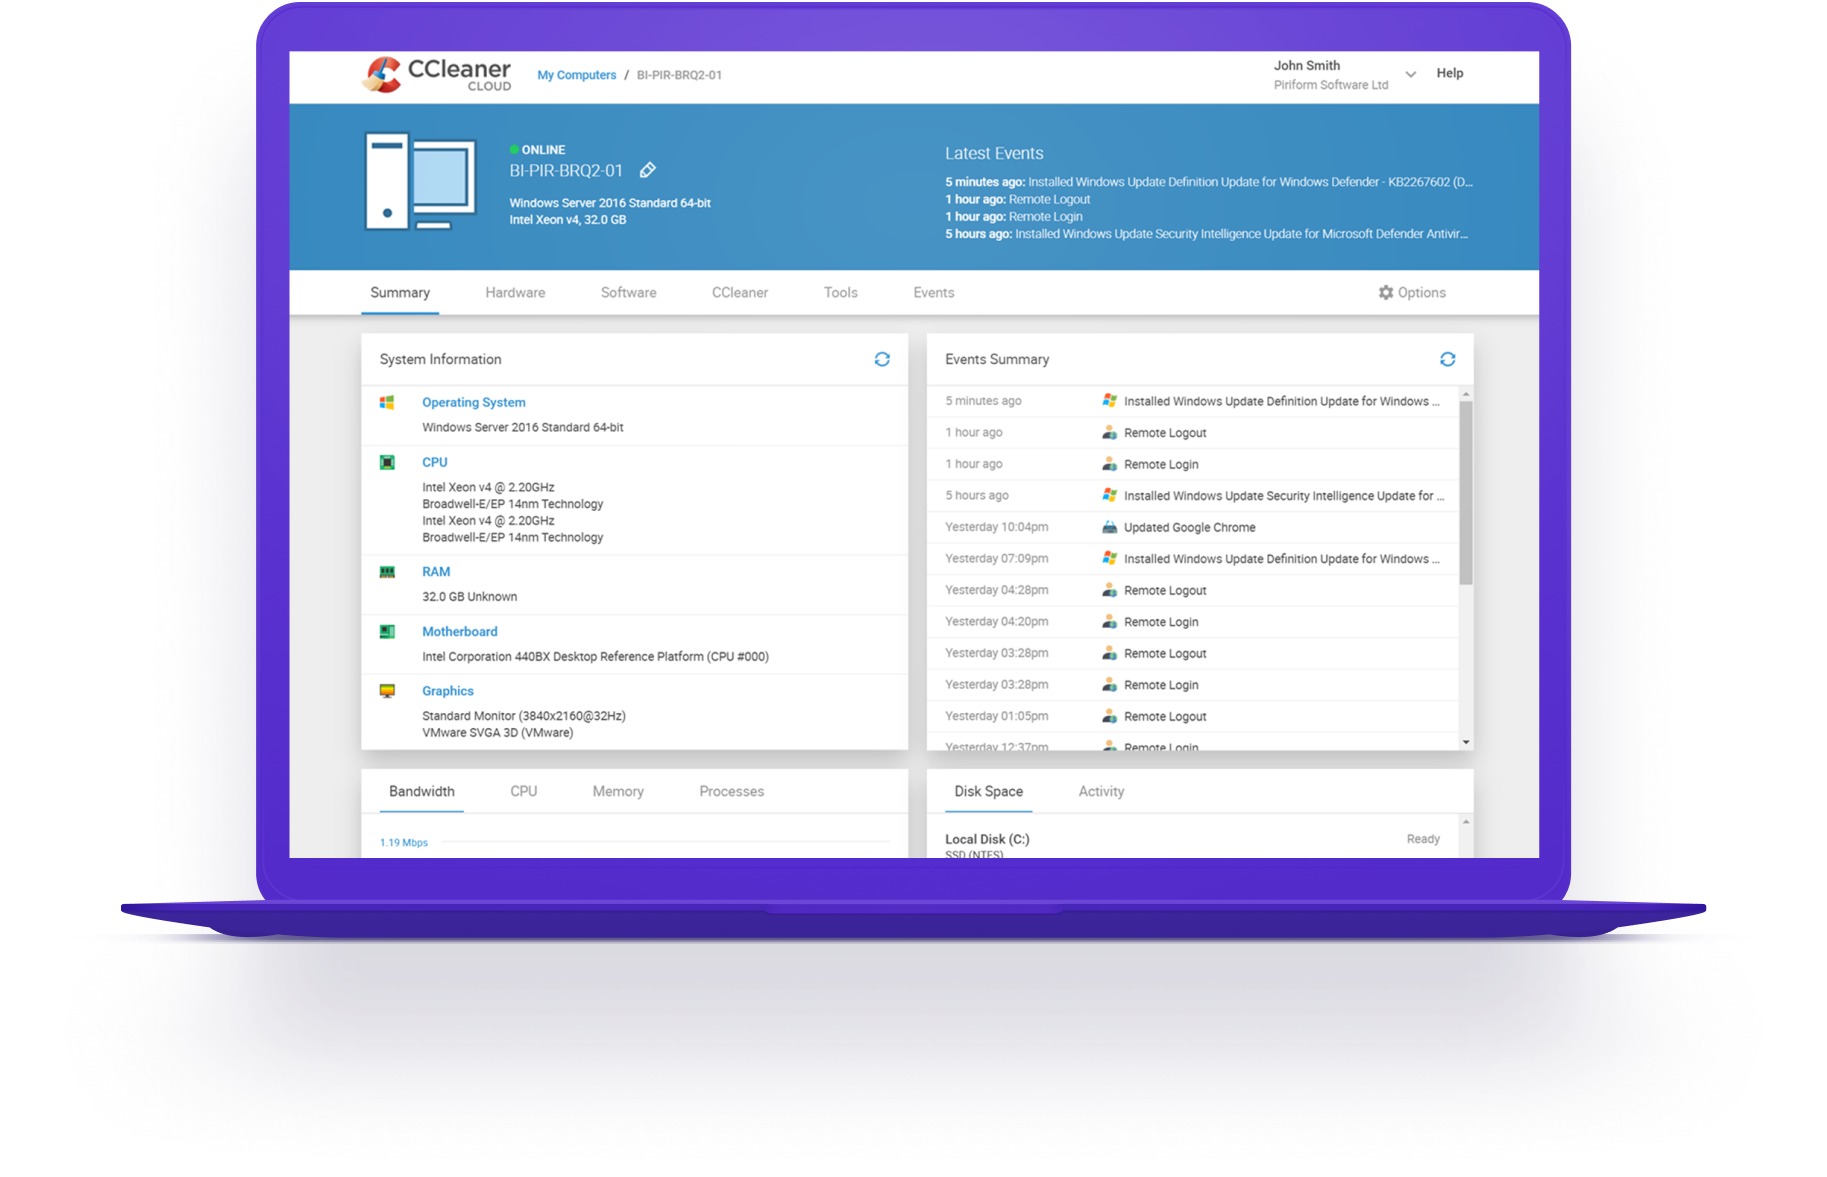 CCleaner
CLOUD
My Computers / BI-PIR-BRQ2-01
John Smith
Piriform Software Ltd
Help
ONLINE
BI-PIR-BRQ2-01
Windows Server 2016 Standard 64-bit
Intel Xeon v4, 32.0 GB
Latest Events
5 minutes ago: Installed Windows Update Definition Update for Windows Defender - KB2267602 (D...
1 hour ago: Remote Logout
1 hour ago: Remote Login
5 hours ago: Installed Windows Update Security Intelligence Update for Microsoft Defender Antivir...
Summary Hardware Software CCleaner Tools Events Options
System Information
Operating System
Windows Server 2016 Standard 64-bit
CPU
Intel Xeon v4 @ 2.20GHz
Broadwell-E/EP 14nm Technology
Intel Xeon v4 @ 2.20GHz
Broadwell-E/EP 14nm Technology
RAM
32.0 GB Unknown
Motherboard
Intel Corporation 440BX Desktop Reference Platform (CPU #000)
Graphics
Standard Monitor (3840x2160@32Hz)
VMware SVGA 3D (VMware)
Events Summary
5 minutes ago Installed Windows Update Definition Update for Windows ...
1 hour ago Remote Logout
1 hour ago Remote Login
5 hours ago Installed Windows Update Security Intelligence Update for ...
Yesterday 10:04pm Updated Google Chrome
Yesterday 07:09pm Installed Windows Update Definition Update for Windows ...
Yesterday 04:28pm Remote Logout
Yesterday 04:20pm Remote Login
Yesterday 03:28pm Remote Logout
Yesterday 03:28pm Remote Login
Yesterday 01:05pm Remote Logout
Yesterday 12:37pm Remote Login
Bandwidth CPU Memory Processes
1.19 Mbps
Disk Space Activity
Local Disk (C:) Ready
SSD (NTFS)